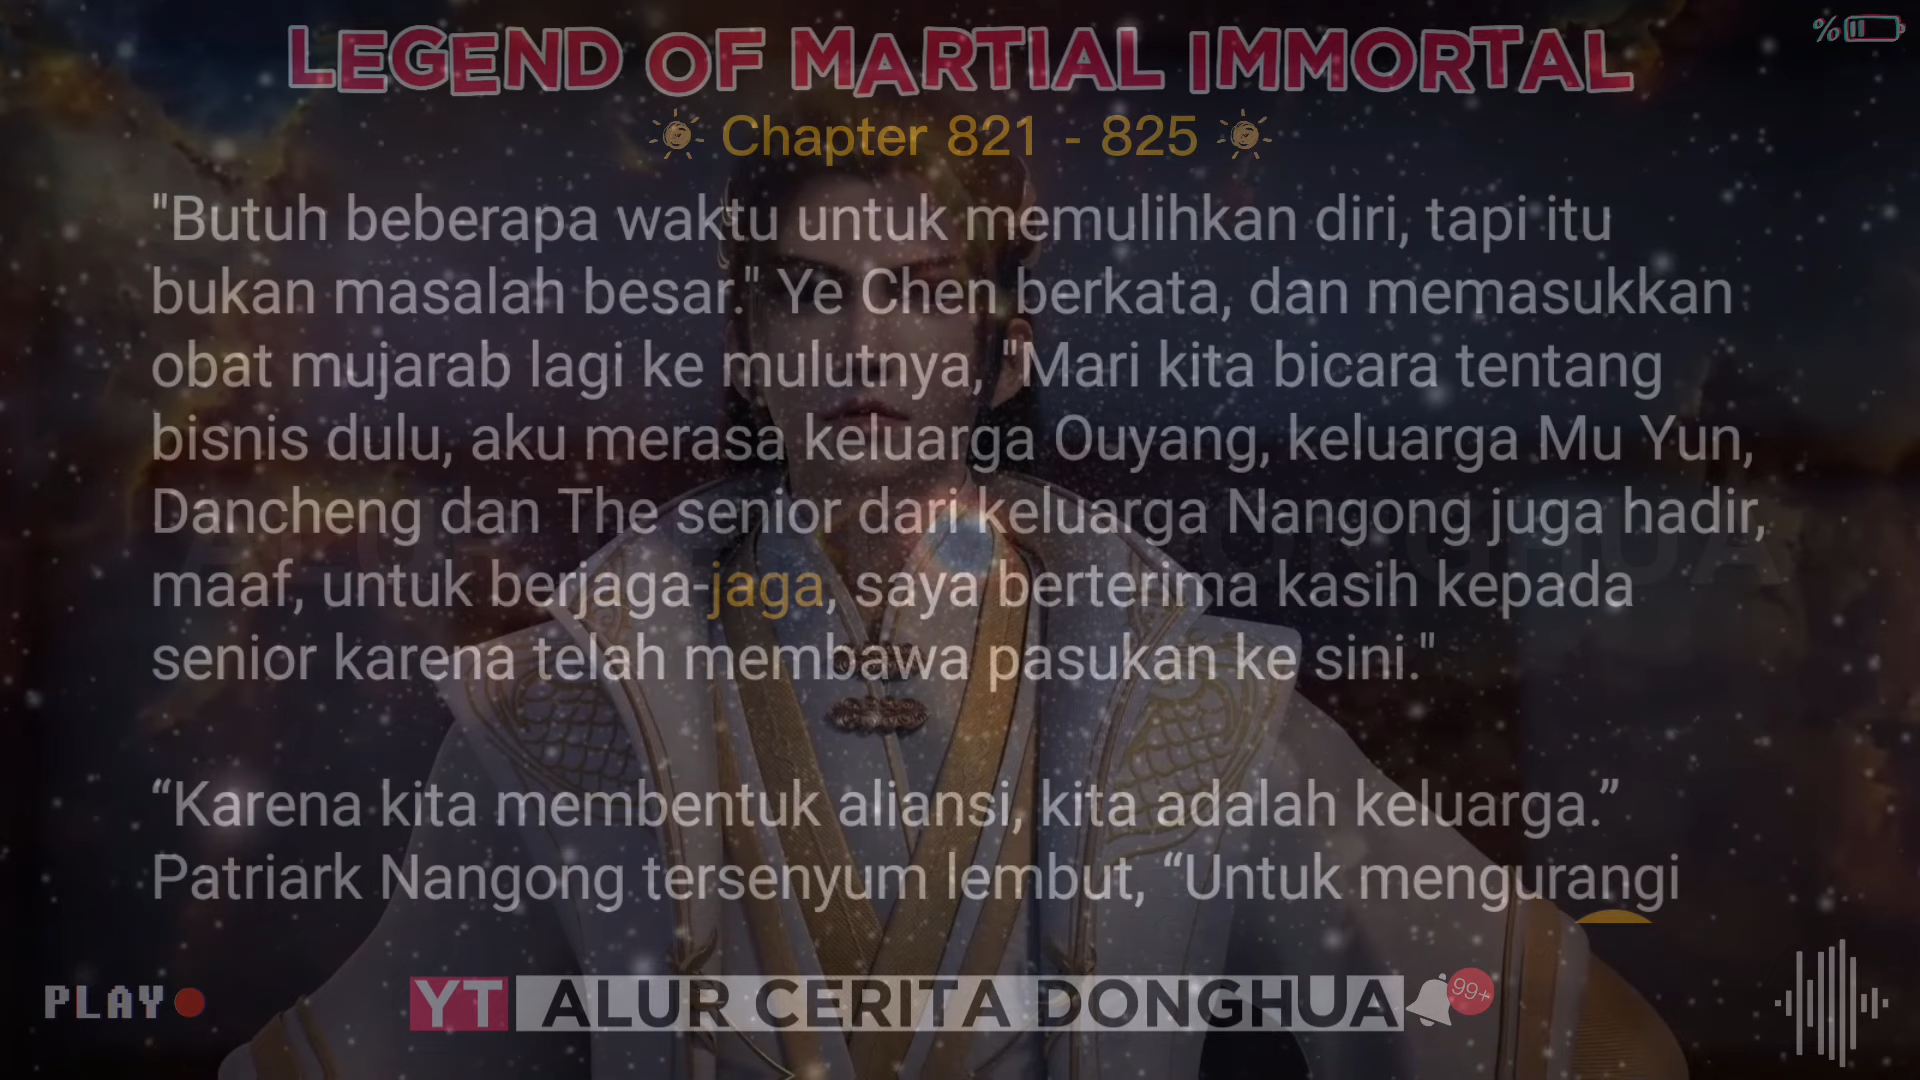 LEGEND OF MARTIAL IMMORTAL
%
Chapter 821 - 825
"Butuh beberapa waktu untuk memulihkan diri, tapi itu
bukan masalah besar." Ye Chen berkata, dan memasukkan
obat mujarab lagi ke mulutnya, "Mari kita bicara tentang
bisnis dulu, aku merasa keluarga Ouyang, keluarga Mu Yun,
Dancheng dan The senior dari keluarga Nangong juga hadir,
maaf, untuk berjaga-jaga, saya berterima kasih kepada
senior karena telah membawa pasukan ke sini."
“Karena kita membentuk aliansi, kita adalah keluarga.”
Patriark Nangong tersenyum lembut, “Untuk mengurangi
PLAY
YT ALUR CERITA DONGHUA 99+